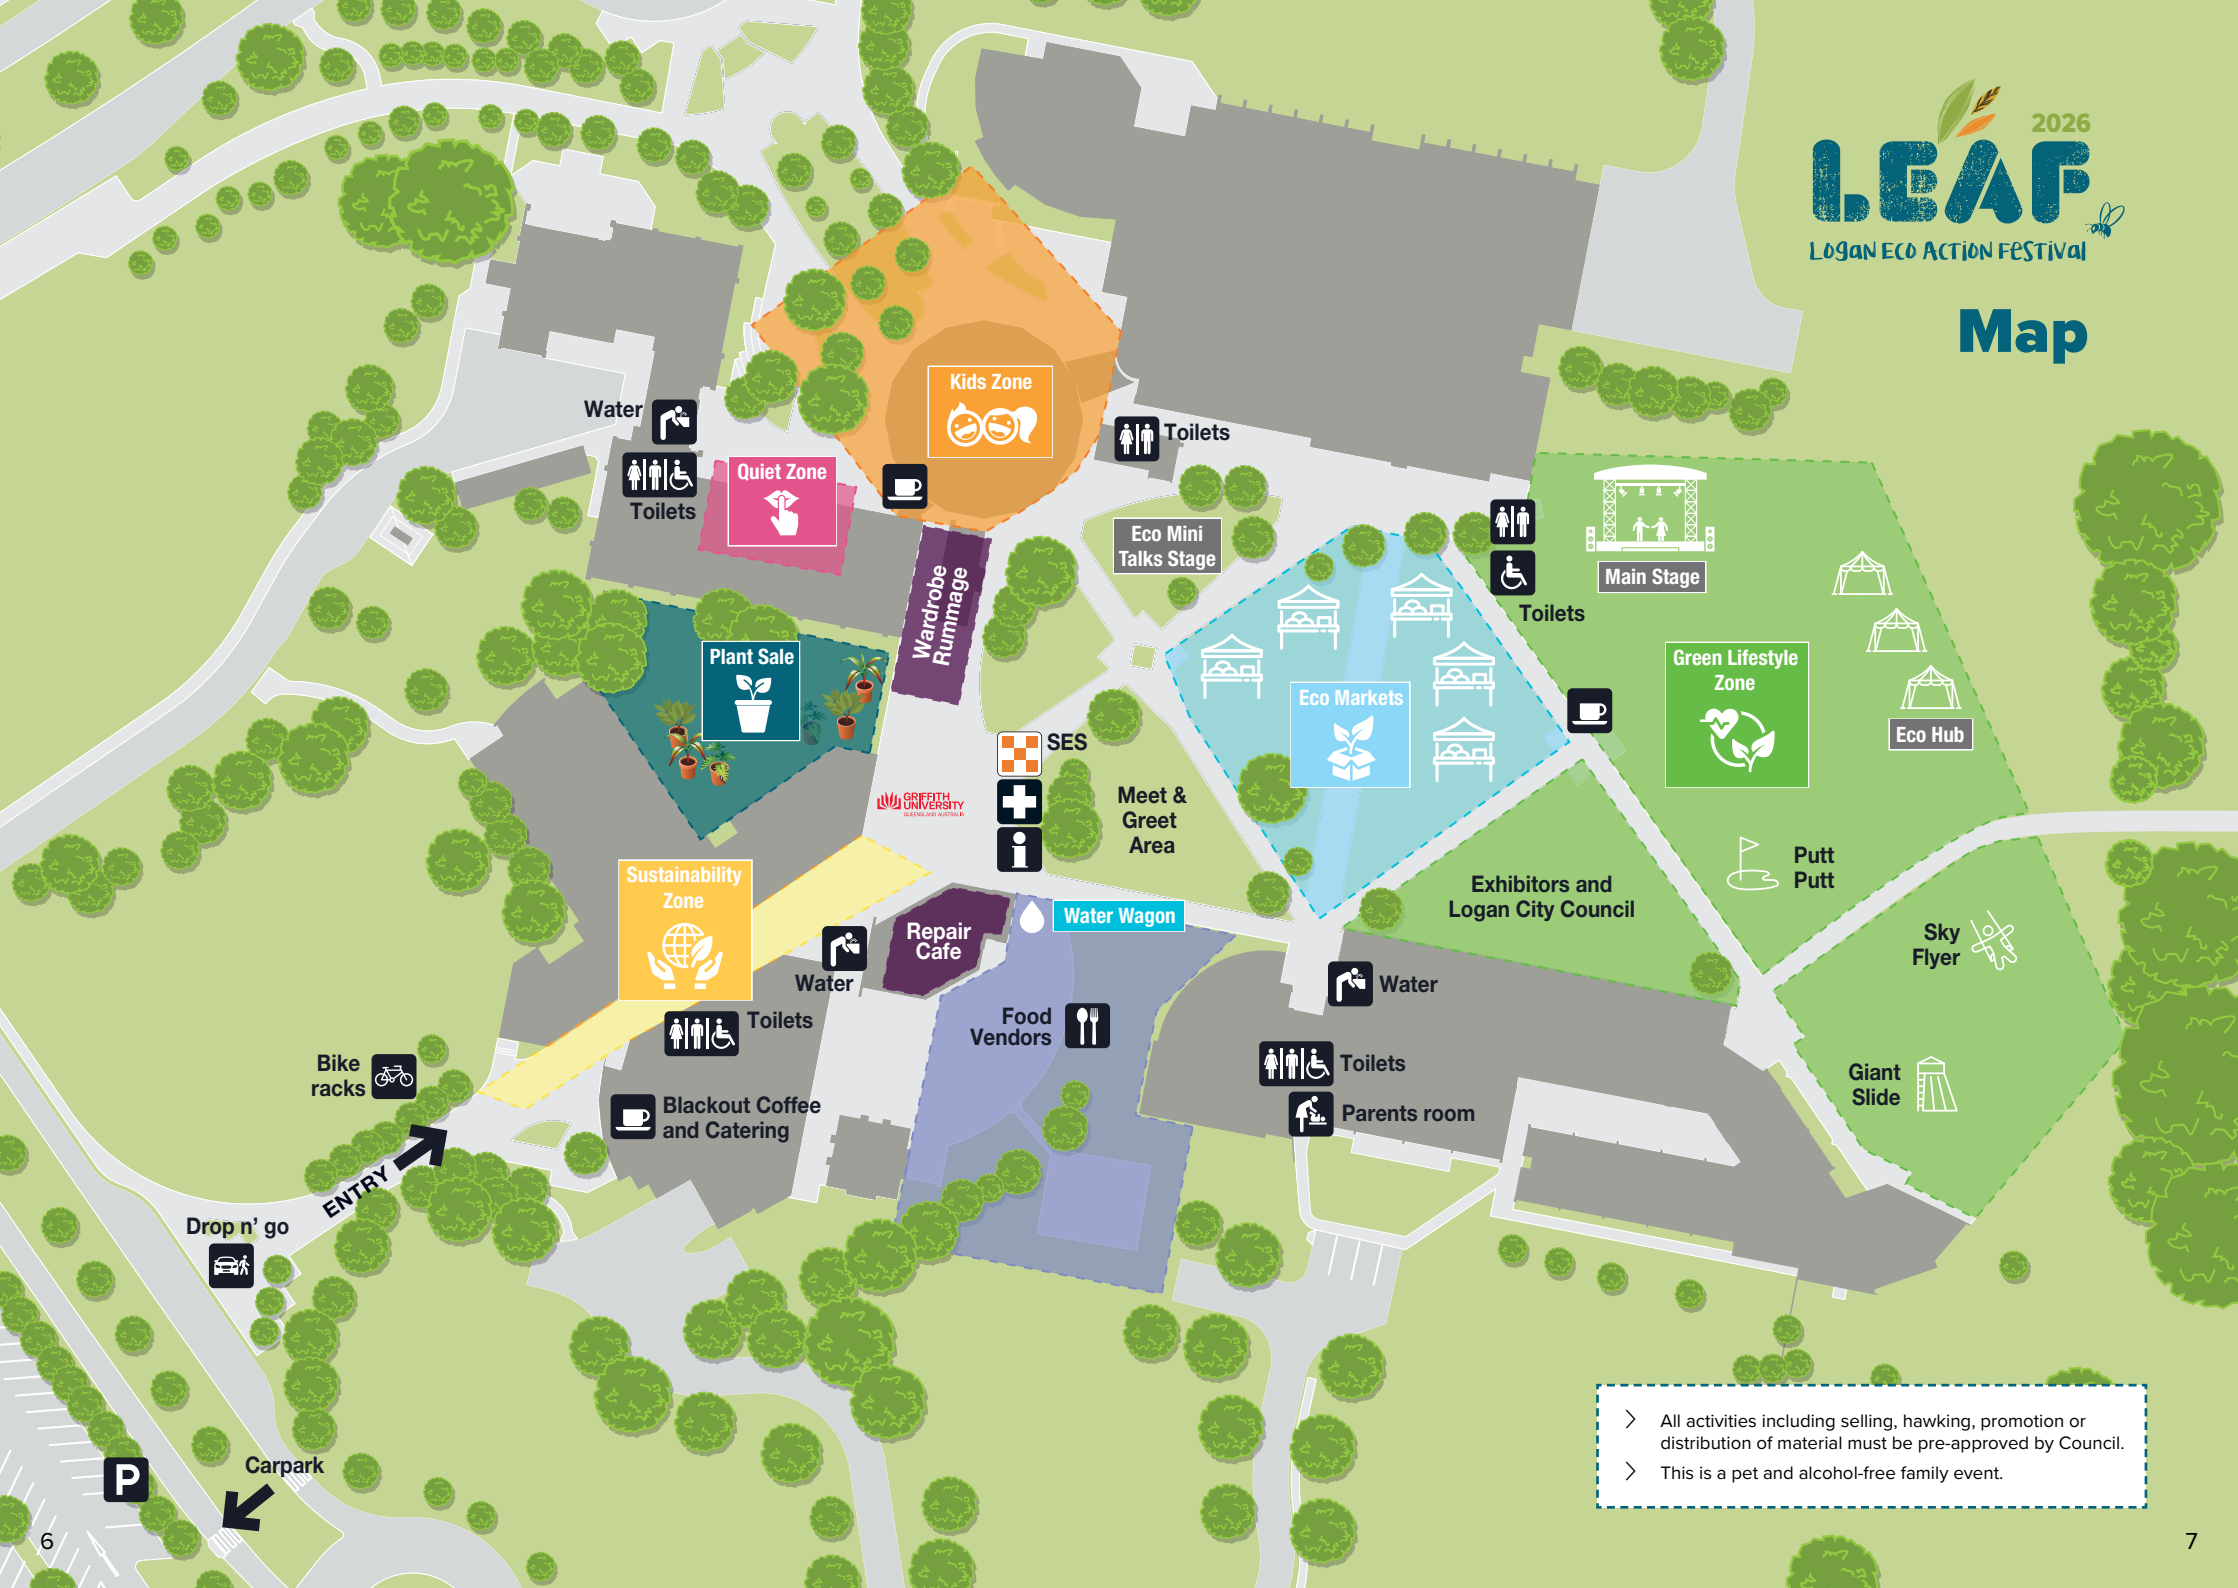 2026
LEAF
LOGAN ECO ACTION FESTIVAL
Map
Kids Zone
Water
Toilets
Quiet Zone
Toilets
Eco Mini
Talks Stage
Main Stage
Toilets
Wardrobe
Rummage
Plant Sale
Green Lifestyle
Zone
Eco Markets
Eco Hub
SES
GRIFFITH
UNIVERSITY
QUEENSLAND AUSTRALIA
Meet &
Greet
Area
Putt
Putt
Sustainability
Zone
Exhibitors and
Logan City Council
Water Wagon
Repair
Cafe
Sky
Flyer
Water
Water
Toilets
Food
Vendors
Bike
racks
Toilets
Giant
Slide
Blackout Coffee
and Catering
Parents room
ENTRY
Drop n’ go
Carpark
P
All activities including selling, hawking, promotion or
distribution of material must be pre-approved by Council.
This is a pet and alcohol-free family event.
6
7